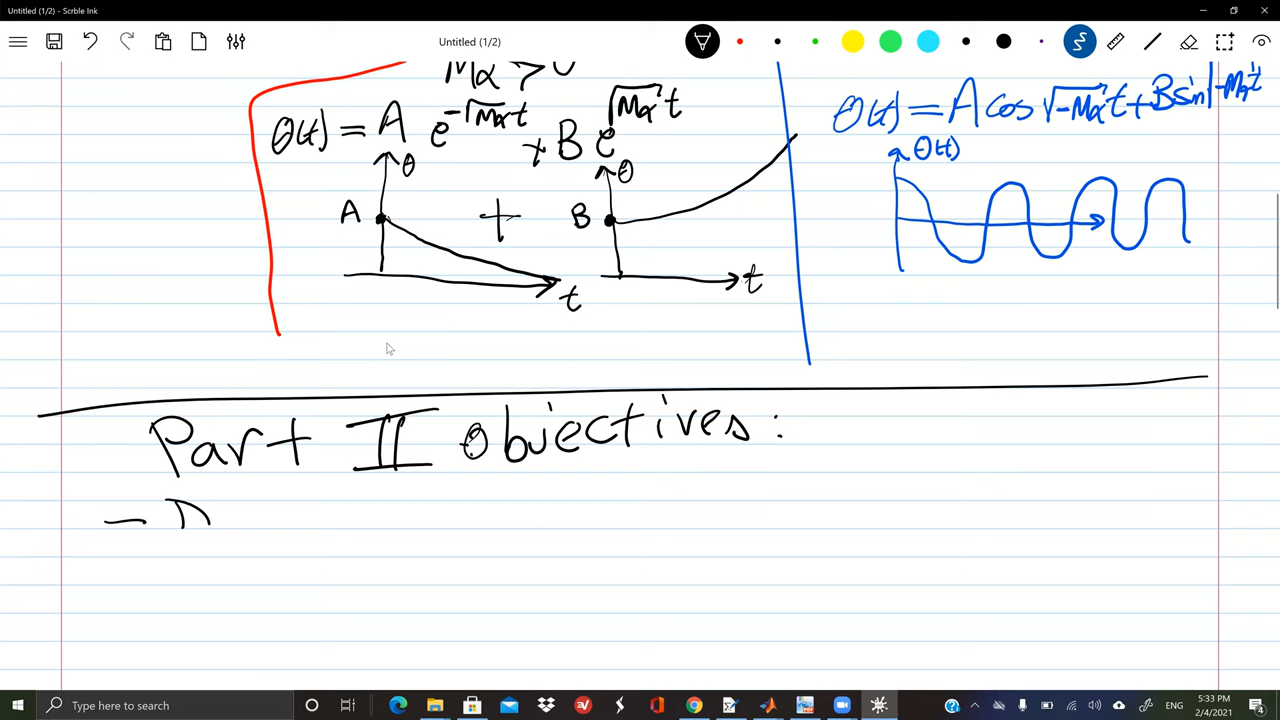 Untitled (1/2) - Scrble Ink
Untitled (1/2)
Mα > 0
θ(t) = A e^{-√Mα t} + B e^{√Mα t}
θ(t) = A cos √-Mα t + B sin √-Mα t
θ
θ
θ(t)
A
+
B
t
t
Part II Objectives:
Type here to search
5:33 PM
2/4/2021
4